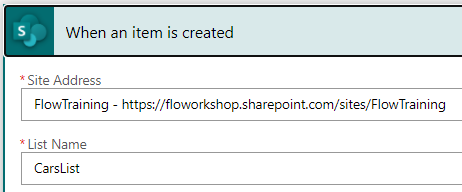 When an item is created
* Site Address
FlowTraining - https://floworkshop.sharepoint.com/sites/FlowTraining
* List Name
CarsList